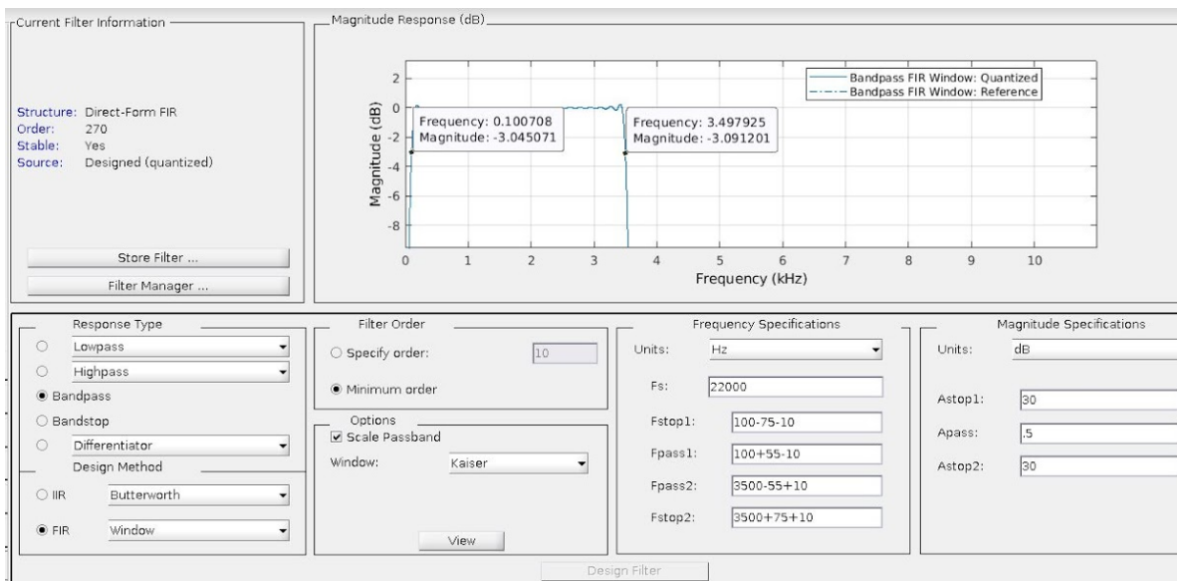 Current Filter Information
Structure: Direct-Form FIR
Order: 270
Stable: Yes
Source: Designed (quantized)
Store Filter ...
Filter Manager ...
Magnitude Response (dB)
Bandpass FIR Window: Quantized
Bandpass FIR Window: Reference
Frequency: 0.100708
Magnitude: -3.045071
Frequency: 3.497925
Magnitude: -3.091201
Magnitude (dB)
2
0
-2
-4
-6
-8
0 1 2 3 4 5 6 7 8 9 10
Frequency (kHz)
Response Type
Lowpass
Highpass
Bandpass
Bandstop
Differentiator
Design Method
IIR Butterworth
FIR Window
Filter Order
Specify order: 10
Minimum order
Options
Scale Passband
Window: Kaiser
View
Frequency Specifications
Units: Hz
Fs: 22000
Fstop1: 100-75-10
Fpass1: 100+55-10
Fpass2: 3500-55+10
Fstop2: 3500+75+10
Magnitude Specifications
Units: dB
Astop1: 30
Apass: .5
Astop2: 30
Design Filter